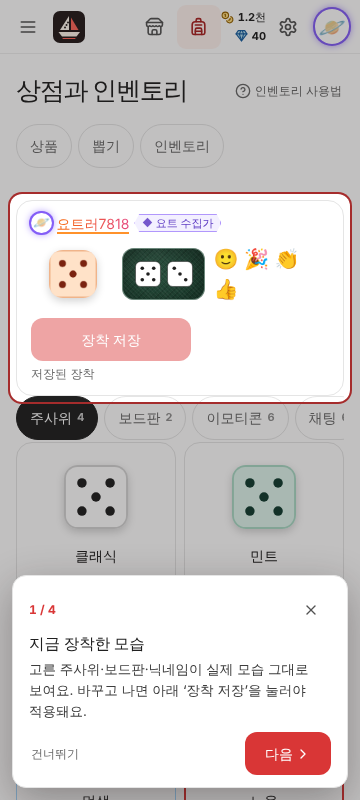 1.2천
40
상점과 인벤토리
인벤토리 사용법
상품
뽑기
인벤토리
요트러7818
요트 수집가
장착 저장
저장된 장착
주사위 4
보드판 2
이모티콘 6
채팅
클래식
민트
1 / 4
지금 장착한 모습
고른 주사위·보드판·닉네임이 실제 모습 그대로
보여요. 바꾸고 나면 아래 ‘장착 저장’을 눌러야
적용돼요.
건너뛰기
다음